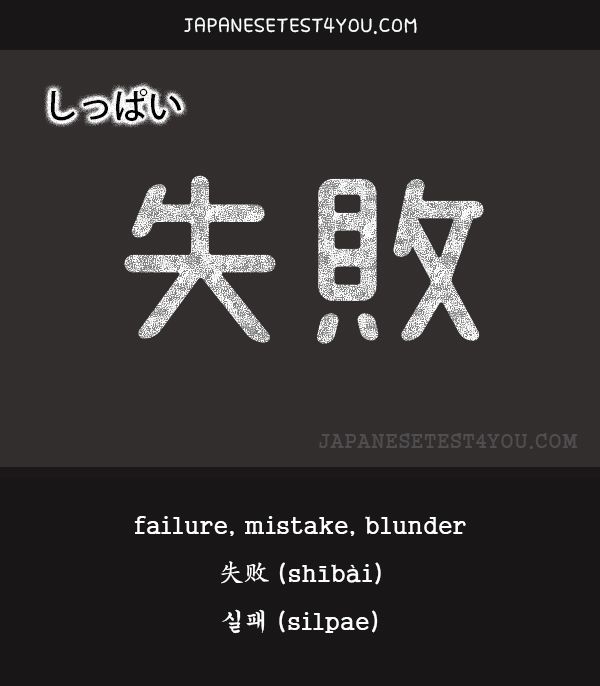 JAPANESETEST4YOU.COM
しっぱい
失敗
JAPANESETEST4YOU.COM
failure, mistake, blunder
失败 (shībài)
실패 (silpae)